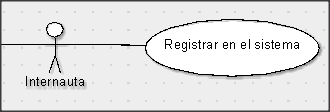 Registrar en el sistema
Internauta